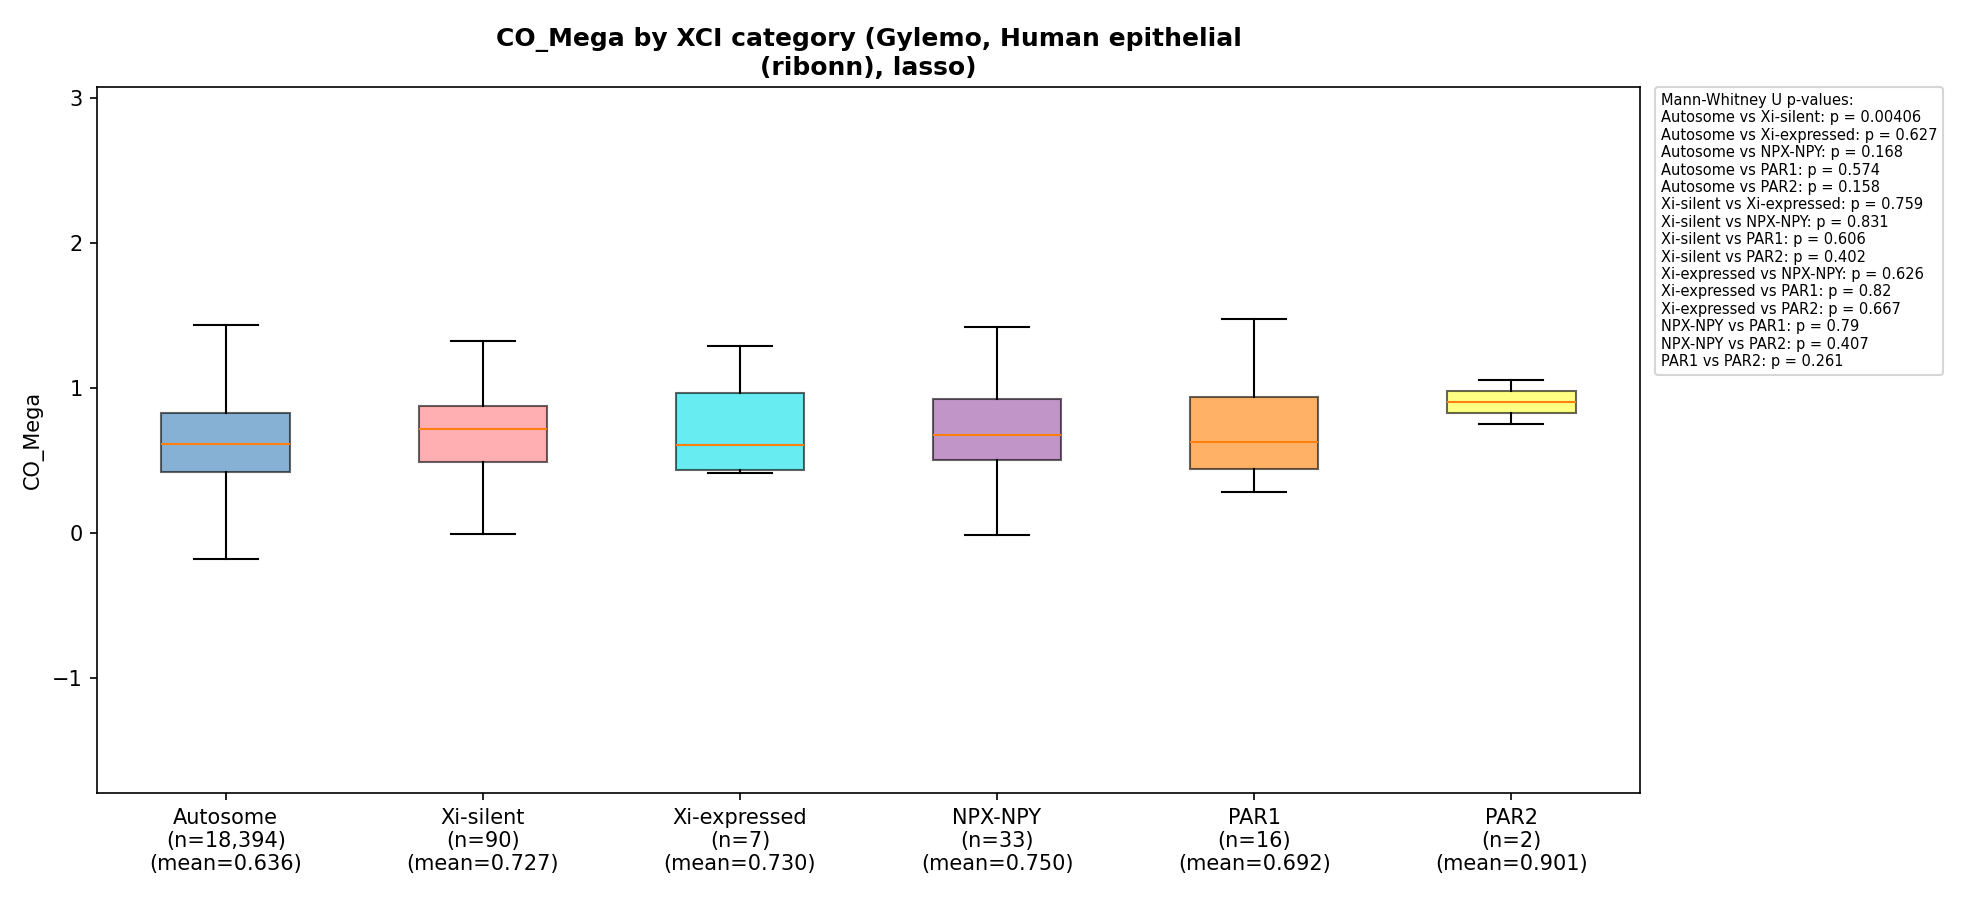 CO_Mega by XCI category (Gylemo, Human epithelial
(ribonn), lasso)
CO_Mega
3
2
1
0
−1
Autosome
(n=18,394)
(mean=0.636)
Xi-silent
(n=90)
(mean=0.727)
Xi-expressed
(n=7)
(mean=0.730)
NPX-NPY
(n=33)
(mean=0.750)
PAR1
(n=16)
(mean=0.692)
PAR2
(n=2)
(mean=0.901)
Mann-Whitney U p-values:
Autosome vs Xi-silent: p = 0.00406
Autosome vs Xi-expressed: p = 0.627
Autosome vs NPX-NPY: p = 0.168
Autosome vs PAR1: p = 0.574
Autosome vs PAR2: p = 0.158
Xi-silent vs Xi-expressed: p = 0.759
Xi-silent vs NPX-NPY: p = 0.831
Xi-silent vs PAR1: p = 0.606
Xi-silent vs PAR2: p = 0.402
Xi-expressed vs NPX-NPY: p = 0.626
Xi-expressed vs PAR1: p = 0.82
Xi-expressed vs PAR2: p = 0.667
NPX-NPY vs PAR1: p = 0.79
NPX-NPY vs PAR2: p = 0.407
PAR1 vs PAR2: p = 0.261